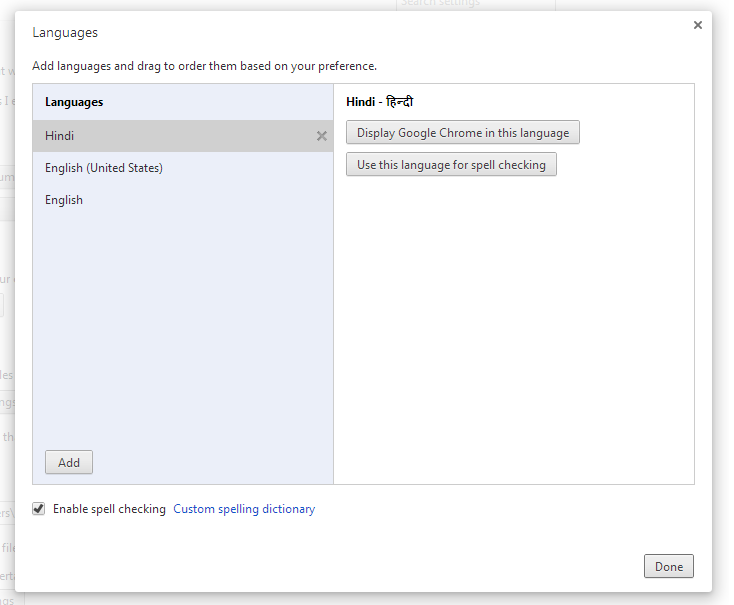 Search settings
Languages
Add languages and drag to order them based on your preference.
Languages
Hindi
English (United States)
English
Add
Hindi - हिन्दी
Display Google Chrome in this language
Use this language for spell checking
Enable spell checking Custom spelling dictionary
Done